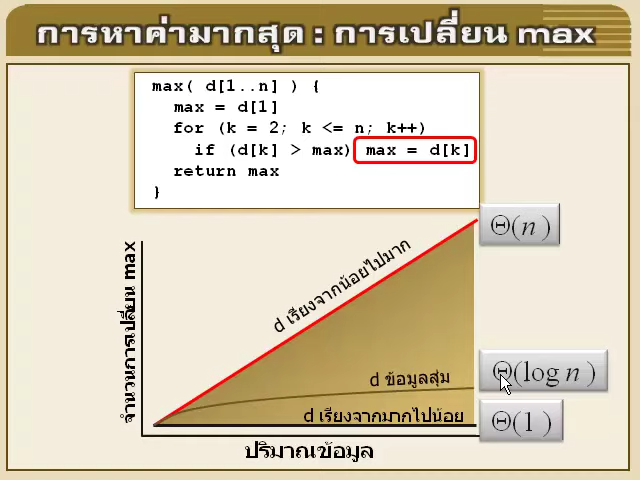 การหาค่ามากสุด : การเปลี่ยน max
max( d[1..n] ) {
max = d[1]
for (k = 2; k <= n; k++)
if (d[k] > max) max = d[k]
return max
}
Θ(n)
d เรียงจากน้อยไปมาก
จำนวนการเปลี่ยน max
d ข้อมูลสุ่ม
Θ(log n)
d เรียงจากมากไปน้อย
Θ(1)
ปริมาณข้อมูล